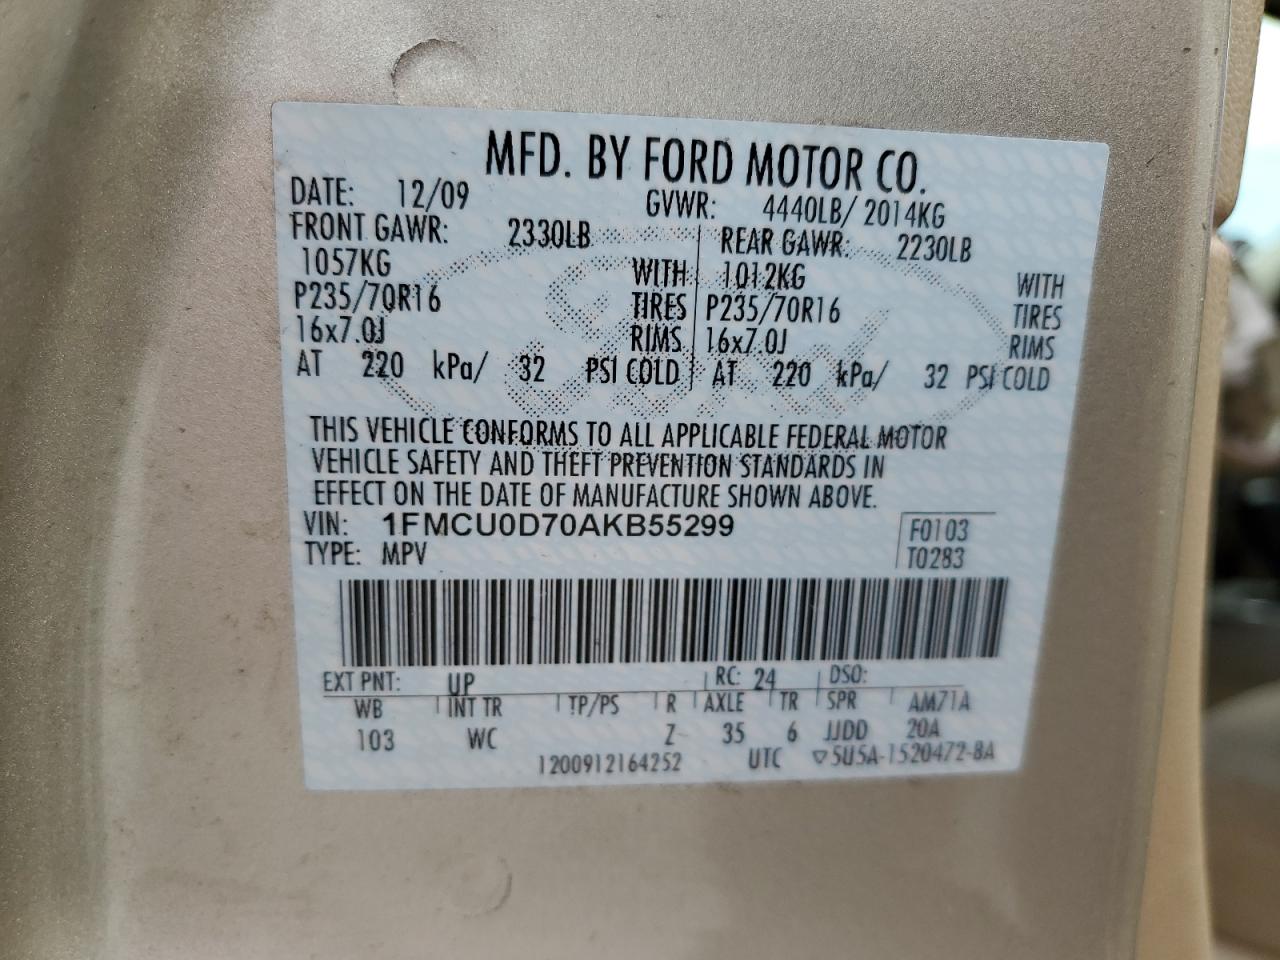 MFD. BY FORD MOTOR CO.
DATE: 12/09 GVWR: 4440LB/ 2014KG
FRONT GAWR: 2330LB REAR GAWR: 2230LB
1057KG WITH 1012KG WITH
P235/70R16 TIRES P235/70R16 TIRES
16x7.0J RIMS 16x7.0J RIMS
AT 220 kPa/ 32 PSI COLD AT 220 kPa/ 32 PSI COLD
THIS VEHICLE CONFORMS TO ALL APPLICABLE FEDERAL MOTOR
VEHICLE SAFETY AND THEFT PREVENTION STANDARDS IN
EFFECT ON THE DATE OF MANUFACTURE SHOWN ABOVE.
VIN: 1FMCU0D70AKB55299 F0103
TYPE: MPV T0283
EXT PNT: UP RC: 24 DSO:
WB INT TR TP/PS R AXLE TR SPR AM71A
103 WC Z 35 6 JJDD 20A
1200912164252 UTC ▽5U5A-1520472-BA